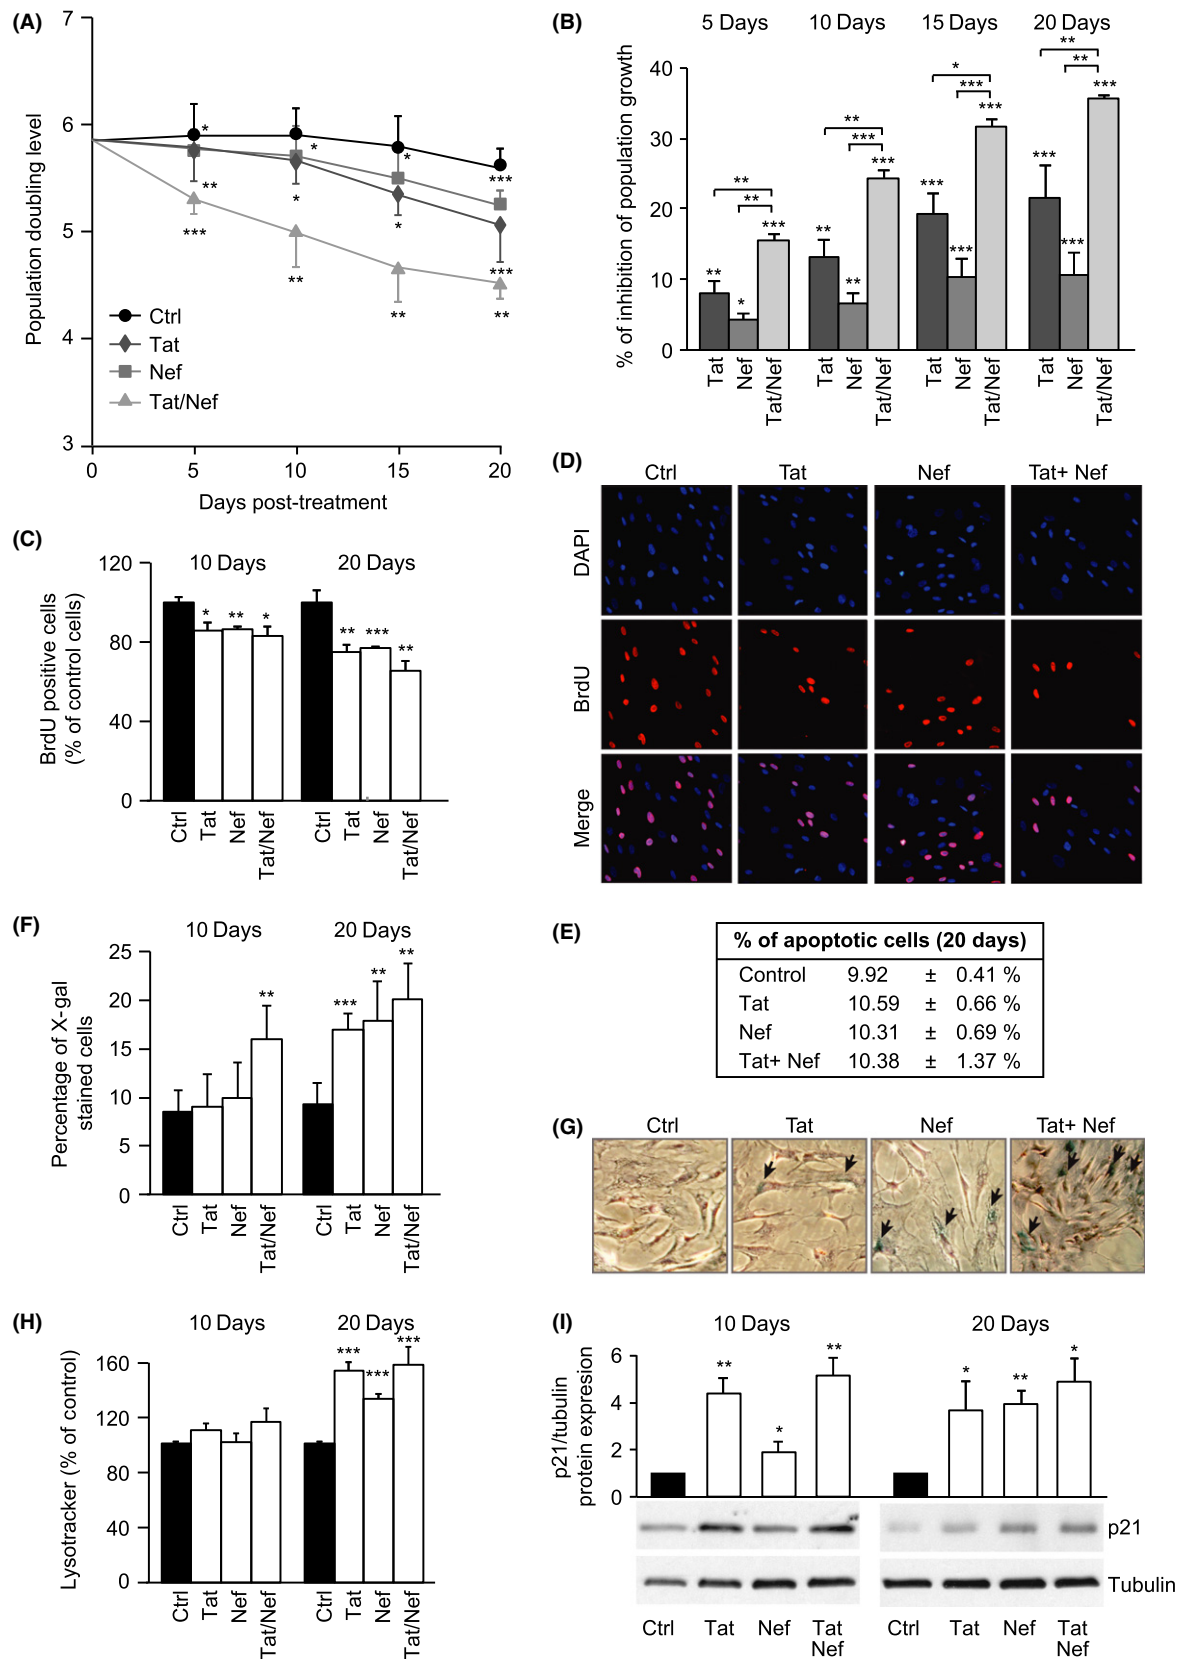 (A)
7
6
5
4
3
Population doubling level
0 5 10 15 20
Days post-treatment
Ctrl
Tat
Nef
Tat/Nef
* ** *** * * ** * * ** *** *** **
(B)
5 Days 10 Days 15 Days 20 Days
% of inhibition of population growth
40
30
20
10
0
** * *** ** **
** ** *** *** **
*** *** *** *** *
*** *** *** ** **
Tat Nef Tat/Nef Tat Nef Tat/Nef Tat Nef Tat/Nef Tat Nef Tat/Nef
(C)
10 Days 20 Days
BrdU positive cells
(% of control cells)
120
80
40
0
* ** * ** *** **
Ctrl Tat Nef Tat/Nef Ctrl Tat Nef Tat/Nef
(D)
Ctrl Tat Nef Tat+ Nef
DAPI
BrdU
Merge
(F)
10 Days 20 Days
Percentage of X-gal
stained cells
25
20
15
10
5
0
** *** ** **
Ctrl Tat Nef Tat/Nef Ctrl Tat Nef Tat/Nef
(E)
% of apoptotic cells (20 days)
Control 9.92 ± 0.41 %
Tat 10.59 ± 0.66 %
Nef 10.31 ± 0.69 %
Tat+ Nef 10.38 ± 1.37 %
(G)
Ctrl Tat Nef Tat+ Nef
(H)
10 Days 20 Days
Lysotracker (% of control)
160
120
80
40
0
*** *** ***
Ctrl Tat Nef Tat/Nef Ctrl Tat Nef Tat/Nef
(I)
10 Days 20 Days
p21/tubulin
protein expresion
6
4
2
0
** * ** * ** *
p21
Tubulin
Ctrl Tat Nef Tat Ctrl Tat Nef Tat
Nef Nef